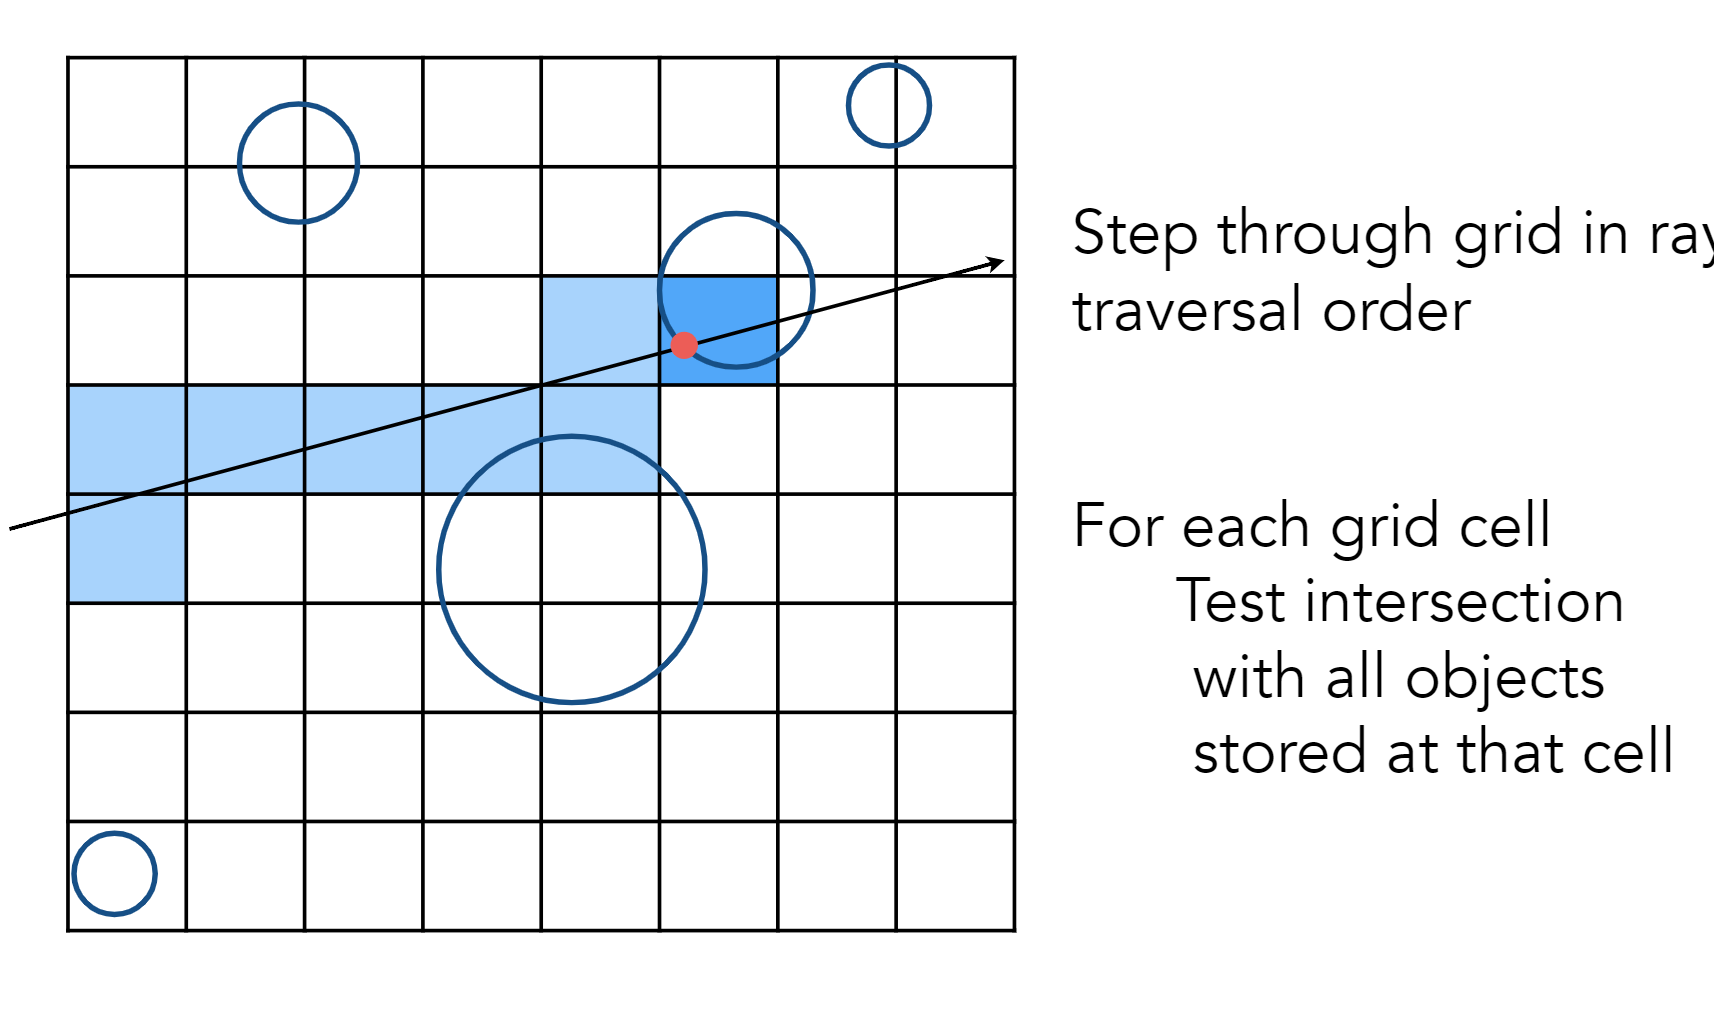 Step through grid in ray
traversal order
For each grid cell
Test intersection
with all objects
stored at that cell